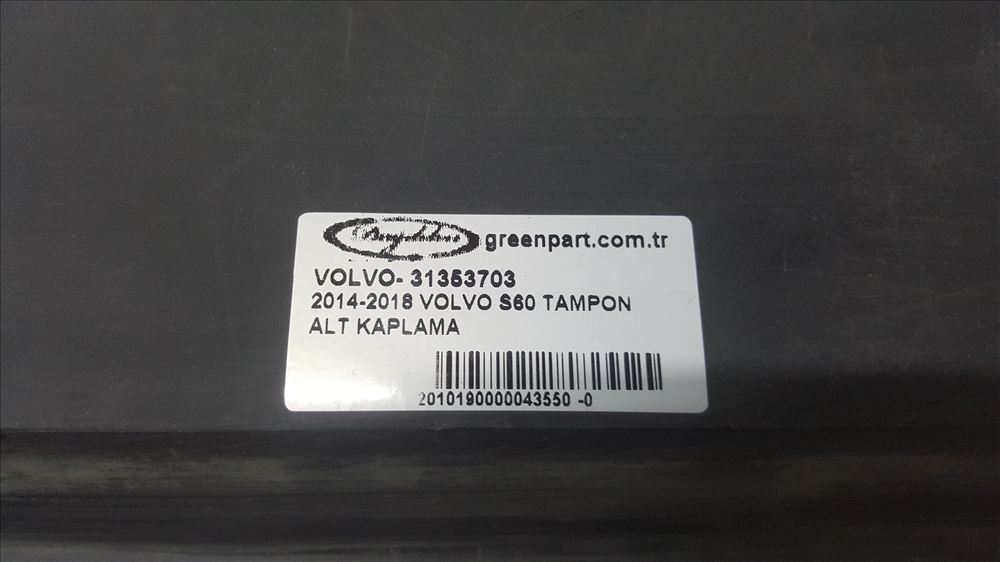 greenpart.com.tr
VOLVO- 31353703
2014-2018 VOLVO S60 TAMPON
ALT KAPLAMA
2010190000043550 -0